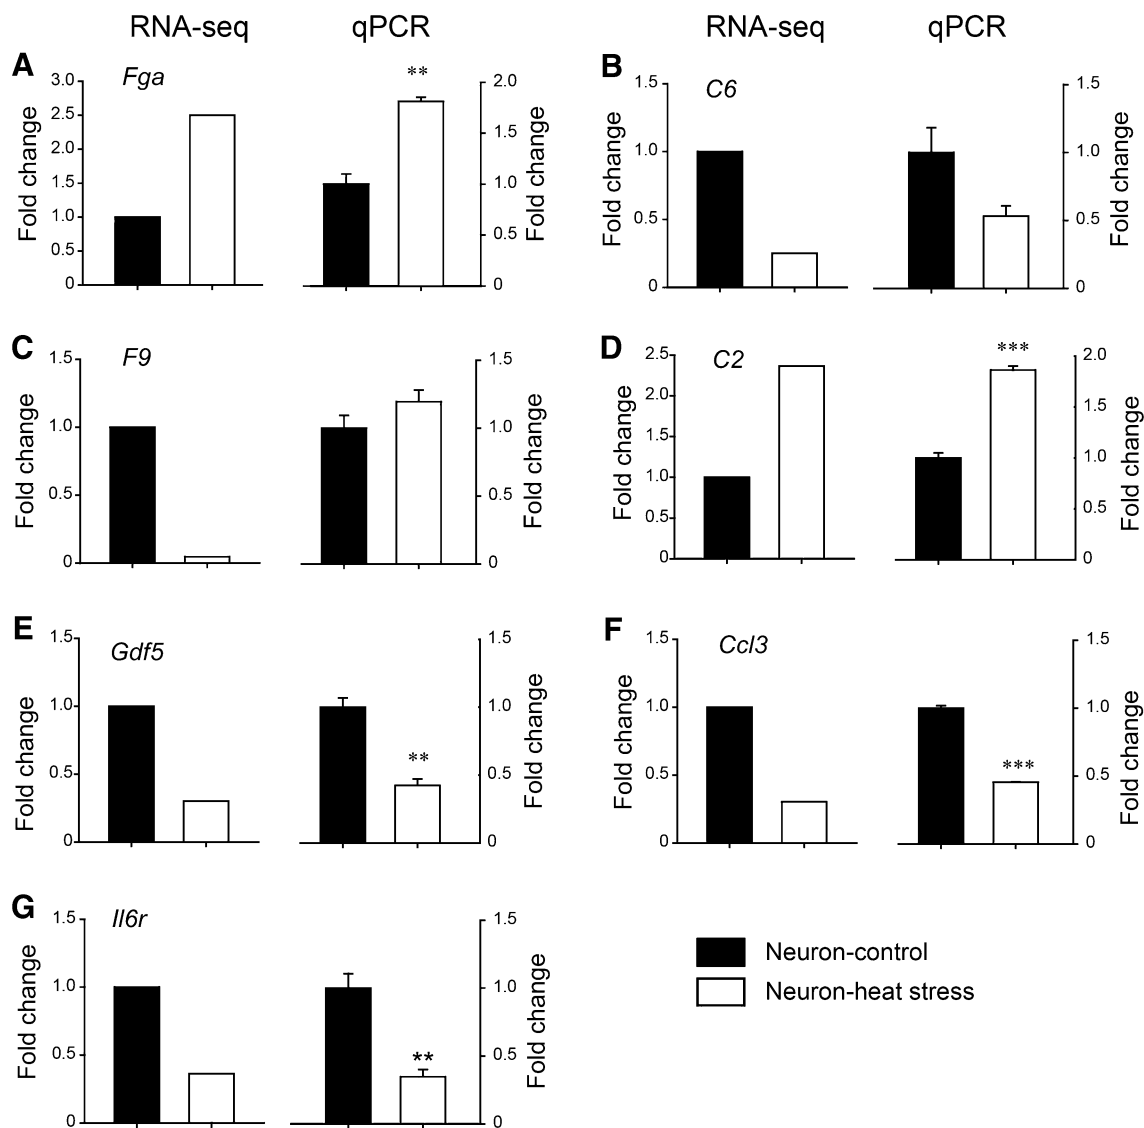 RNA-seq qPCR RNA-seq qPCR
A Fga ** B C6
Fold change 3.0 2.5 2.0 1.5 1.0 0.5 0
2.0 1.5 1.0 0.5 0 Fold change
Fold change 1.5 1.0 0.5 0
1.5 1.0 0.5 0 Fold change
C F9 D C2 ***
Fold change 1.5 1.0 0.5 0
1.5 1.0 0.5 0 Fold change
Fold change 2.5 2.0 1.5 1.0 0.5 0
2.0 1.5 1.0 0.5 0 Fold change
E Gdf5 ** F Ccl3 ***
Fold change 1.5 1.0 0.5 0
1.5 1.0 0.5 0 Fold change
Fold change 1.5 1.0 0.5 0
1.5 1.0 0.5 0 Fold change
G Il6r **
Fold change 1.5 1.0 0.5 0
1.5 1.0 0.5 0 Fold change
Neuron-control
Neuron-heat stress